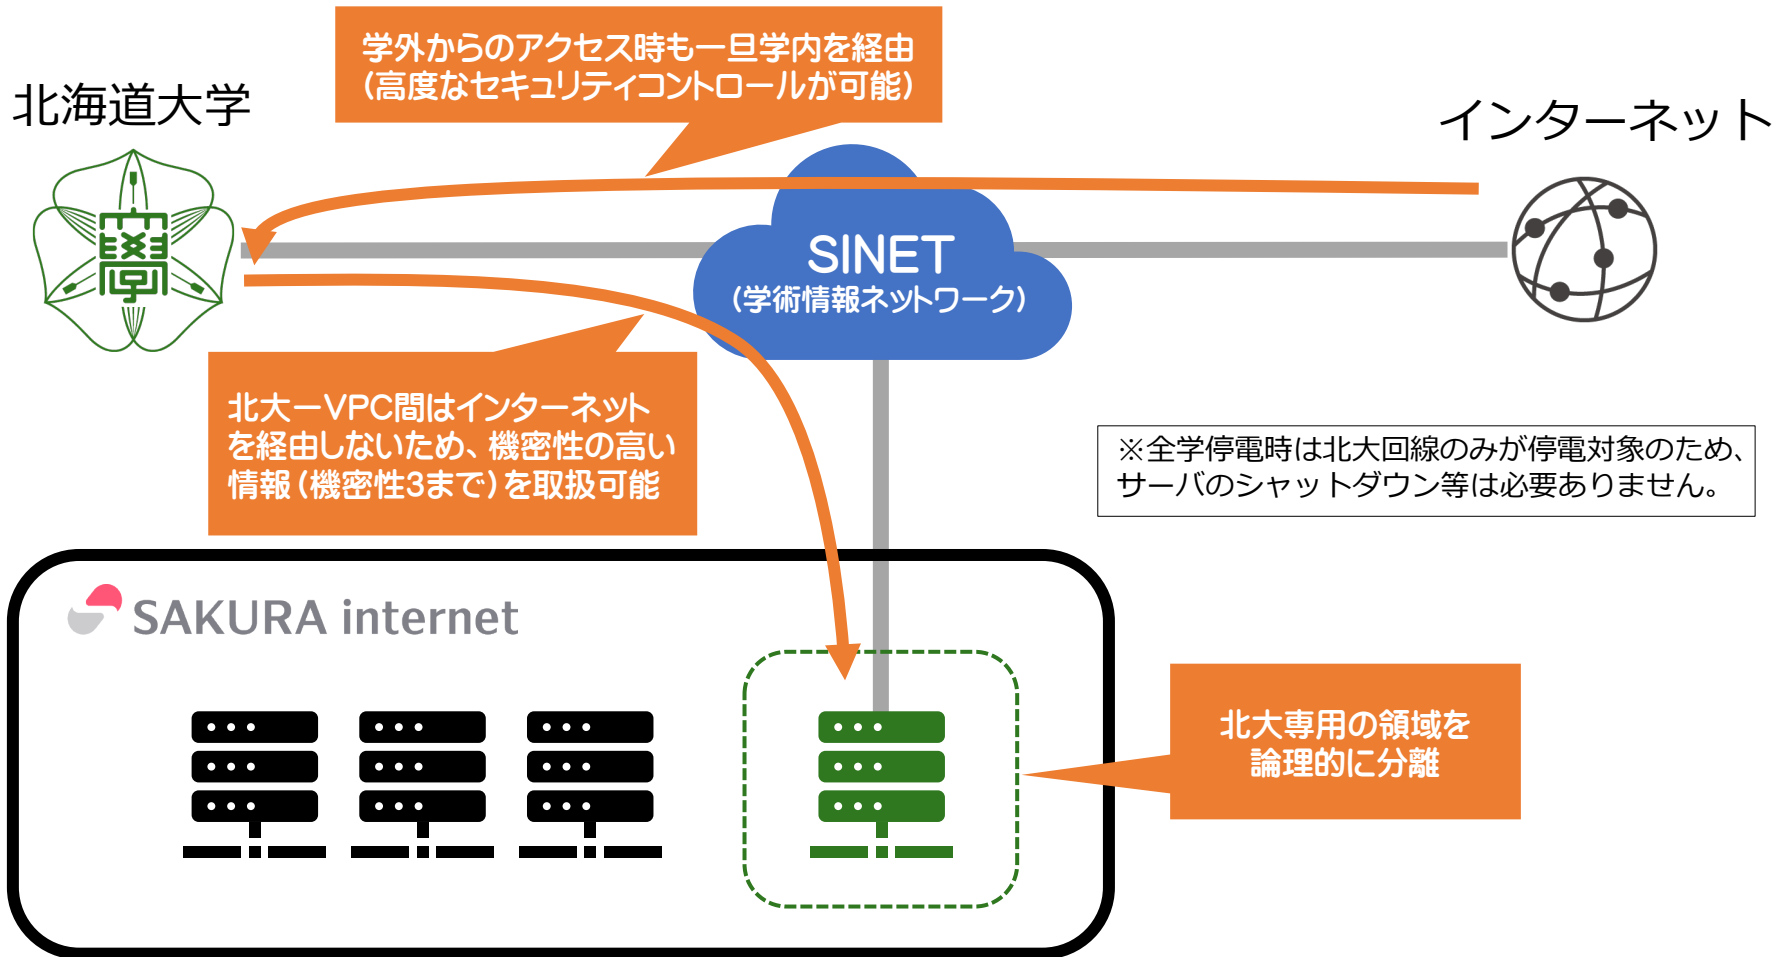 学外からのアクセス時も一旦学内を経由
(高度なセキュリティコントロールが可能)
北海道大学
インターネット
SINET
(学術情報ネットワーク)
北大ーVPC間はインターネット
を経由しないため、機密性の高い
情報(機密性3まで)を取扱可能
※全学停電時は北大回線のみが停電対象のため、
サーバのシャットダウン等は必要ありません。
SAKURA internet
北大専用の領域を
論理的に分離